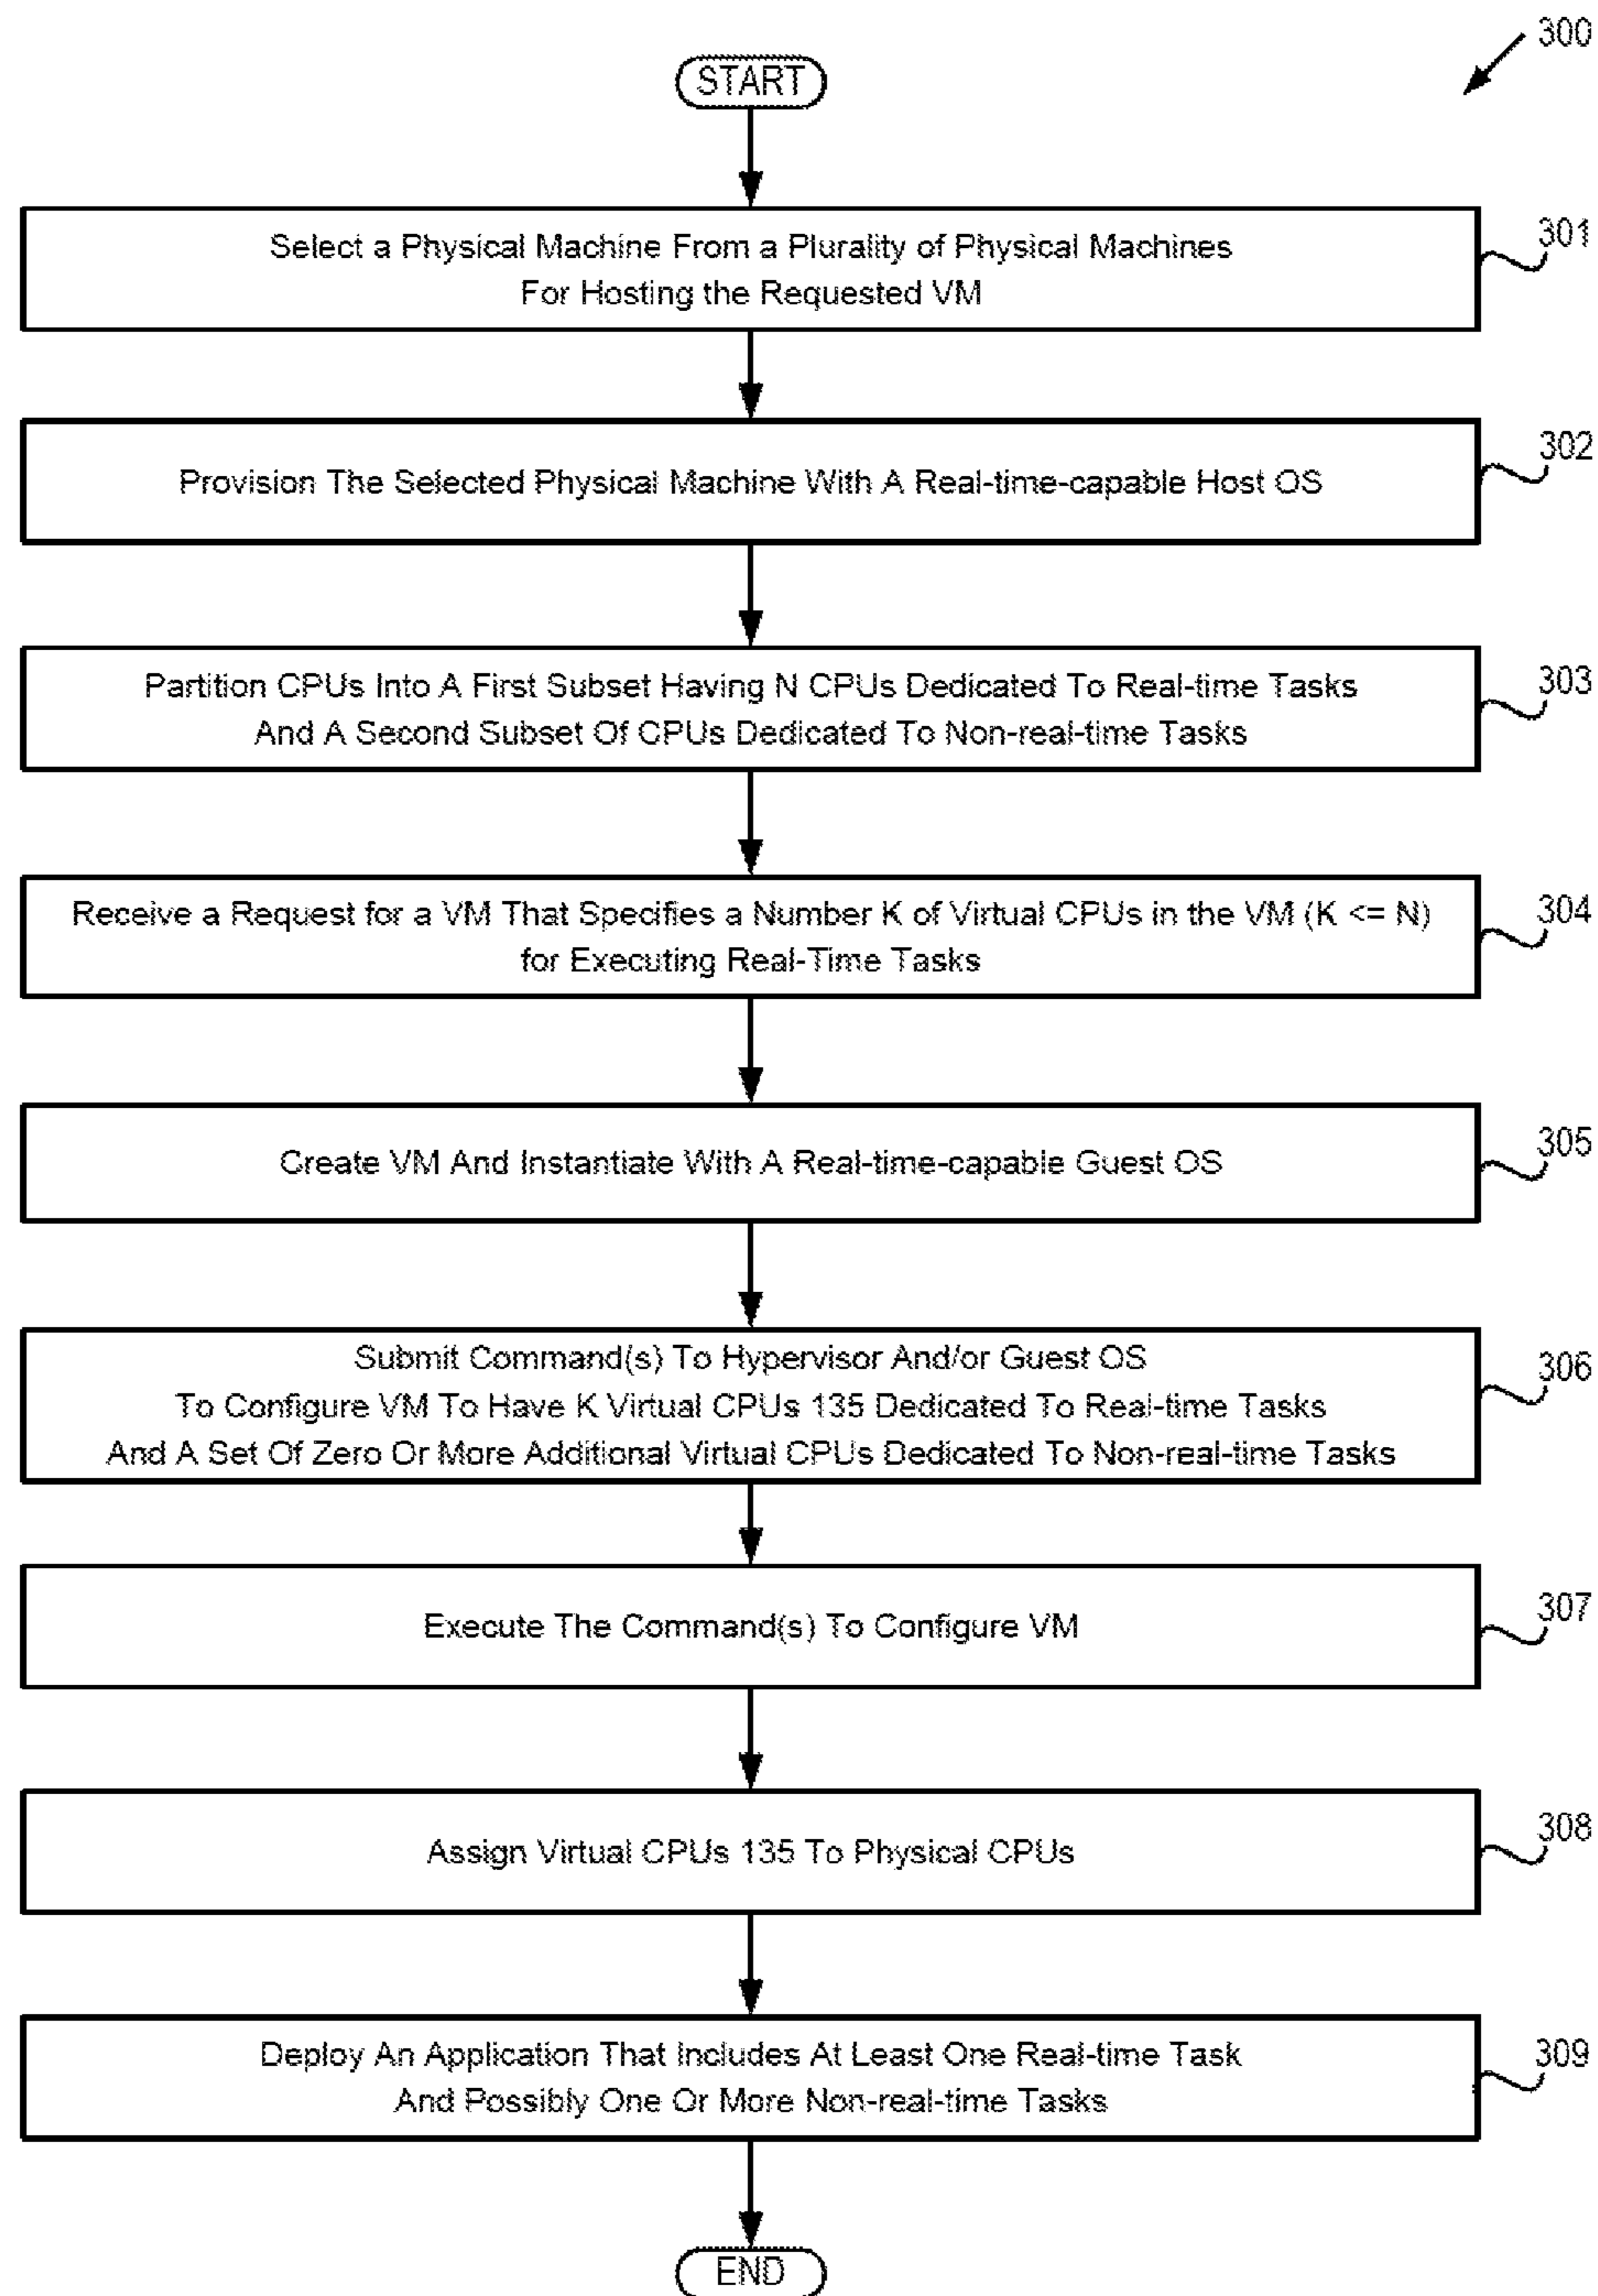 300
START
Select a Physical Machine From a Plurality of Physical Machines
For Hosting the Requested VM
301
Provision The Selected Physical Machine With A Real-time-capable Host OS
302
Partition CPUs Into A First Subset Having N CPUs Dedicated To Real-time Tasks
And A Second Subset Of CPUs Dedicated To Non-real-time Tasks
303
Receive a Request for a VM That Specifies a Number K of Virtual CPUs in the VM (K <= N)
for Executing Real-Time Tasks
304
Create VM And Instantiate With A Real-time-capable Guest OS
305
Submit Command(s) To Hypervisor And/or Guest OS
To Configure VM To Have K Virtual CPUs 135 Dedicated To Real-time Tasks
And A Set Of Zero Or More Additional Virtual CPUs Dedicated To Non-real-time Tasks
306
Execute The Command(s) To Configure VM
307
Assign Virtual CPUs 135 To Physical CPUs
308
Deploy An Application That Includes At Least One Real-time Task
And Possibly One Or More Non-real-time Tasks
309
END